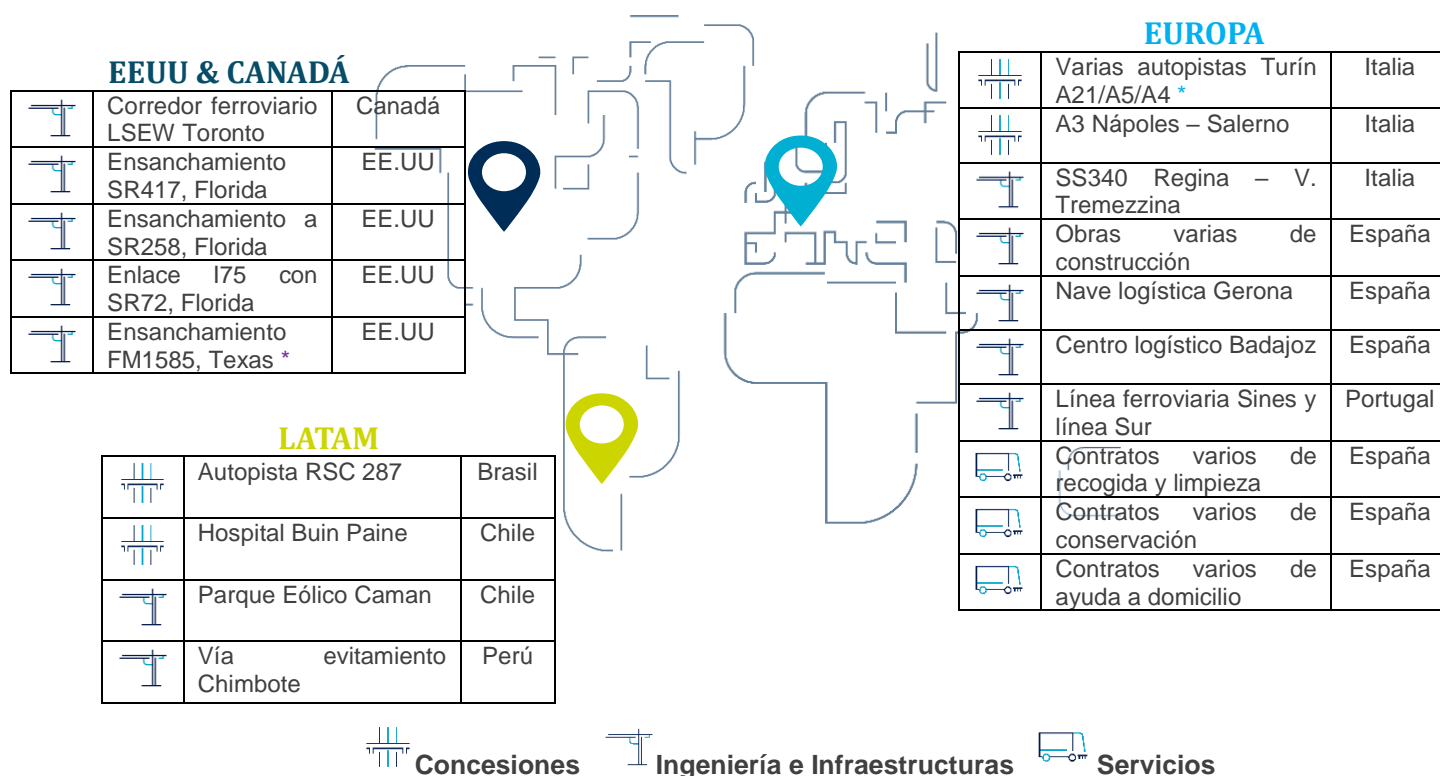 EEUU & CANADÁ
Corredor ferroviario Canadá
LSEW Toronto
Ensanchamiento EE.UU
SR417, Florida
Ensanchamiento a EE.UU
SR258, Florida
Enlace I75 con EE.UU
SR72, Florida
Ensanchamiento EE.UU
FM1585, Texas *
LATAM
Autopista RSC 287 Brasil
Hospital Buin Paine Chile
Parque Eólico Caman Chile
Vía evitamiento Perú
Chimbote
EUROPA
Varias autopistas Turín Italia
A21/A5/A4 *
A3 Nápoles – Salerno Italia
SS340 Regina – V. Italia
Tremezzina
Obras varias de España
construcción
Nave logística Gerona España
Centro logístico Badajoz España
Línea ferroviaria Sines y Portugal
línea Sur
Contratos varios de España
recogida y limpieza
Contratos varios de España
conservación
Contratos varios de España
ayuda a domicilio
Concesiones Ingeniería e Infraestructuras Servicios